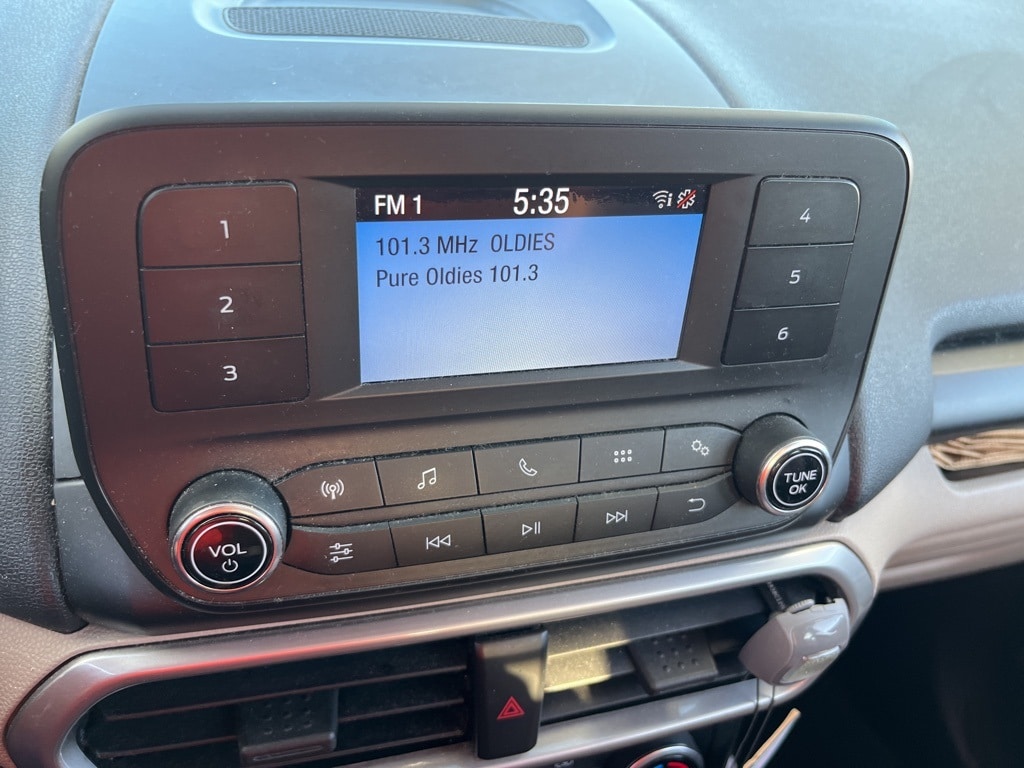 FM 1 5:35
101.3 MHz OLDIES
Pure Oldies 101.3
1
2
3
4
5
6
VOL
TUNE
OK